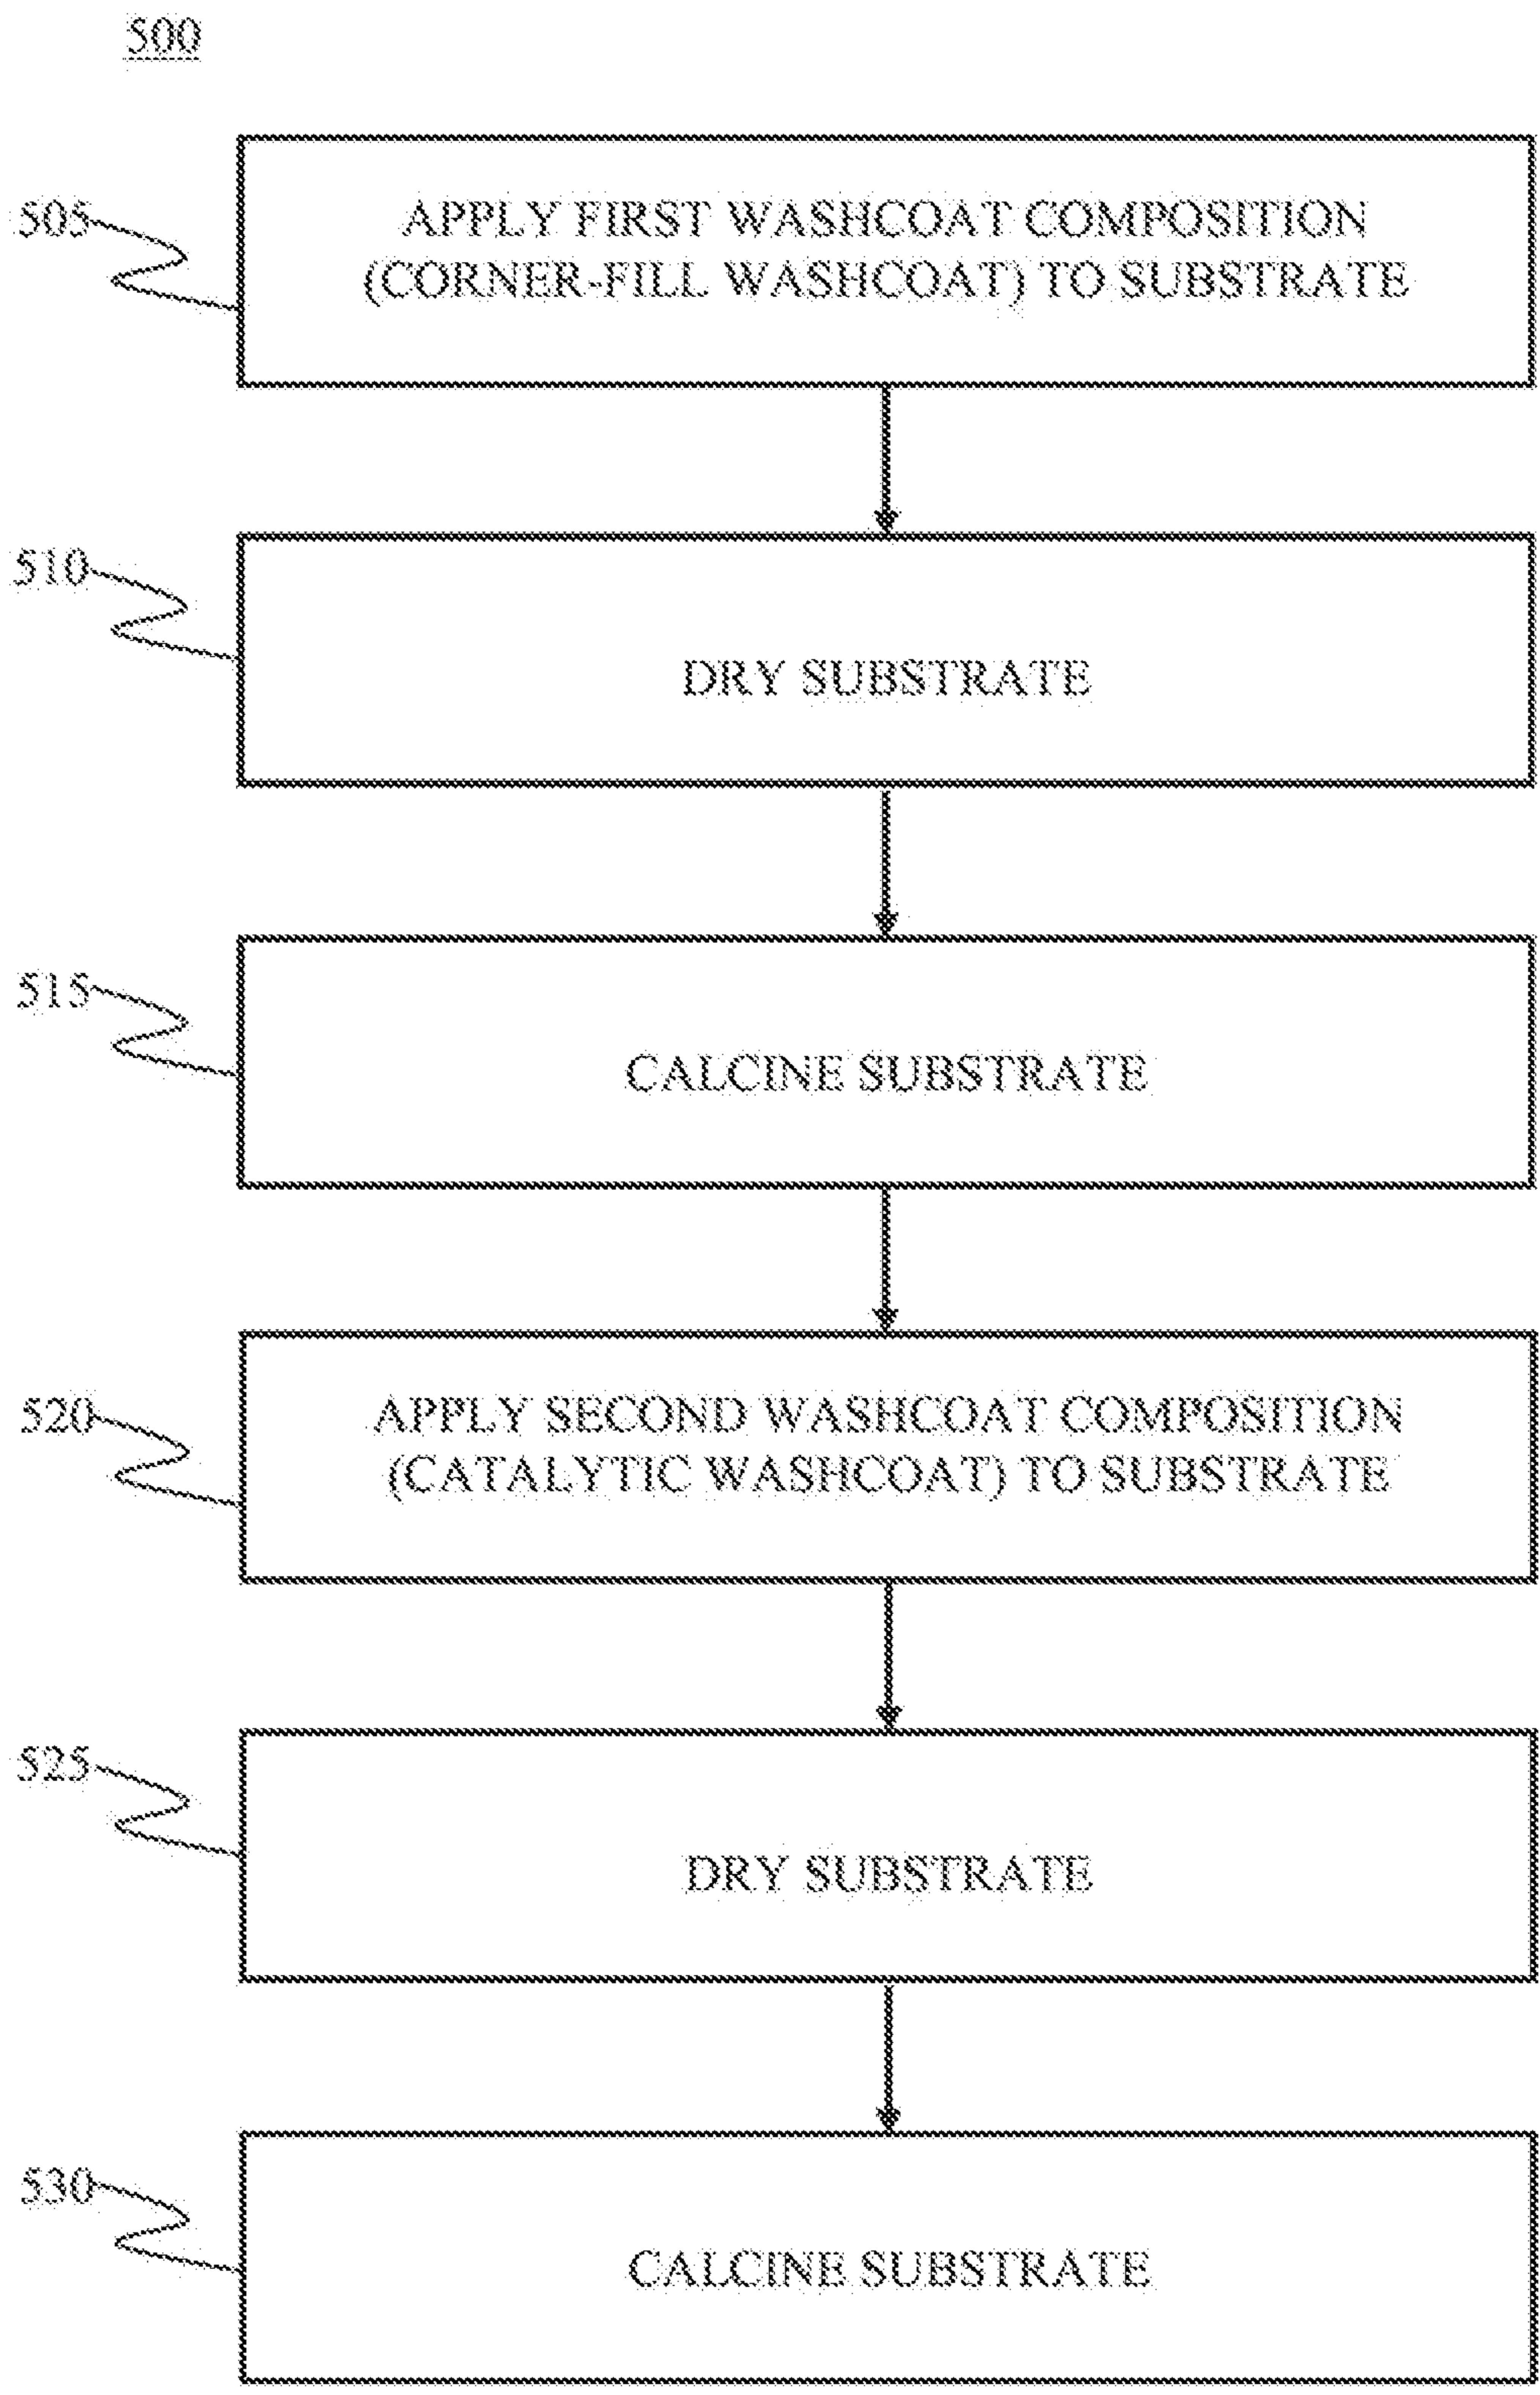 500
505
APPLY FIRST WASHCOAT COMPOSITION
(CORNER-FILL WASHCOAT) TO SUBSTRATE
510
DRY SUBSTRATE
515
CALCINE SUBSTRATE
520
APPLY SECOND WASHCOAT COMPOSITION
(CATALYTIC WASHCOAT) TO SUBSTRATE
525
DRY SUBSTRATE
530
CALCINE SUBSTRATE